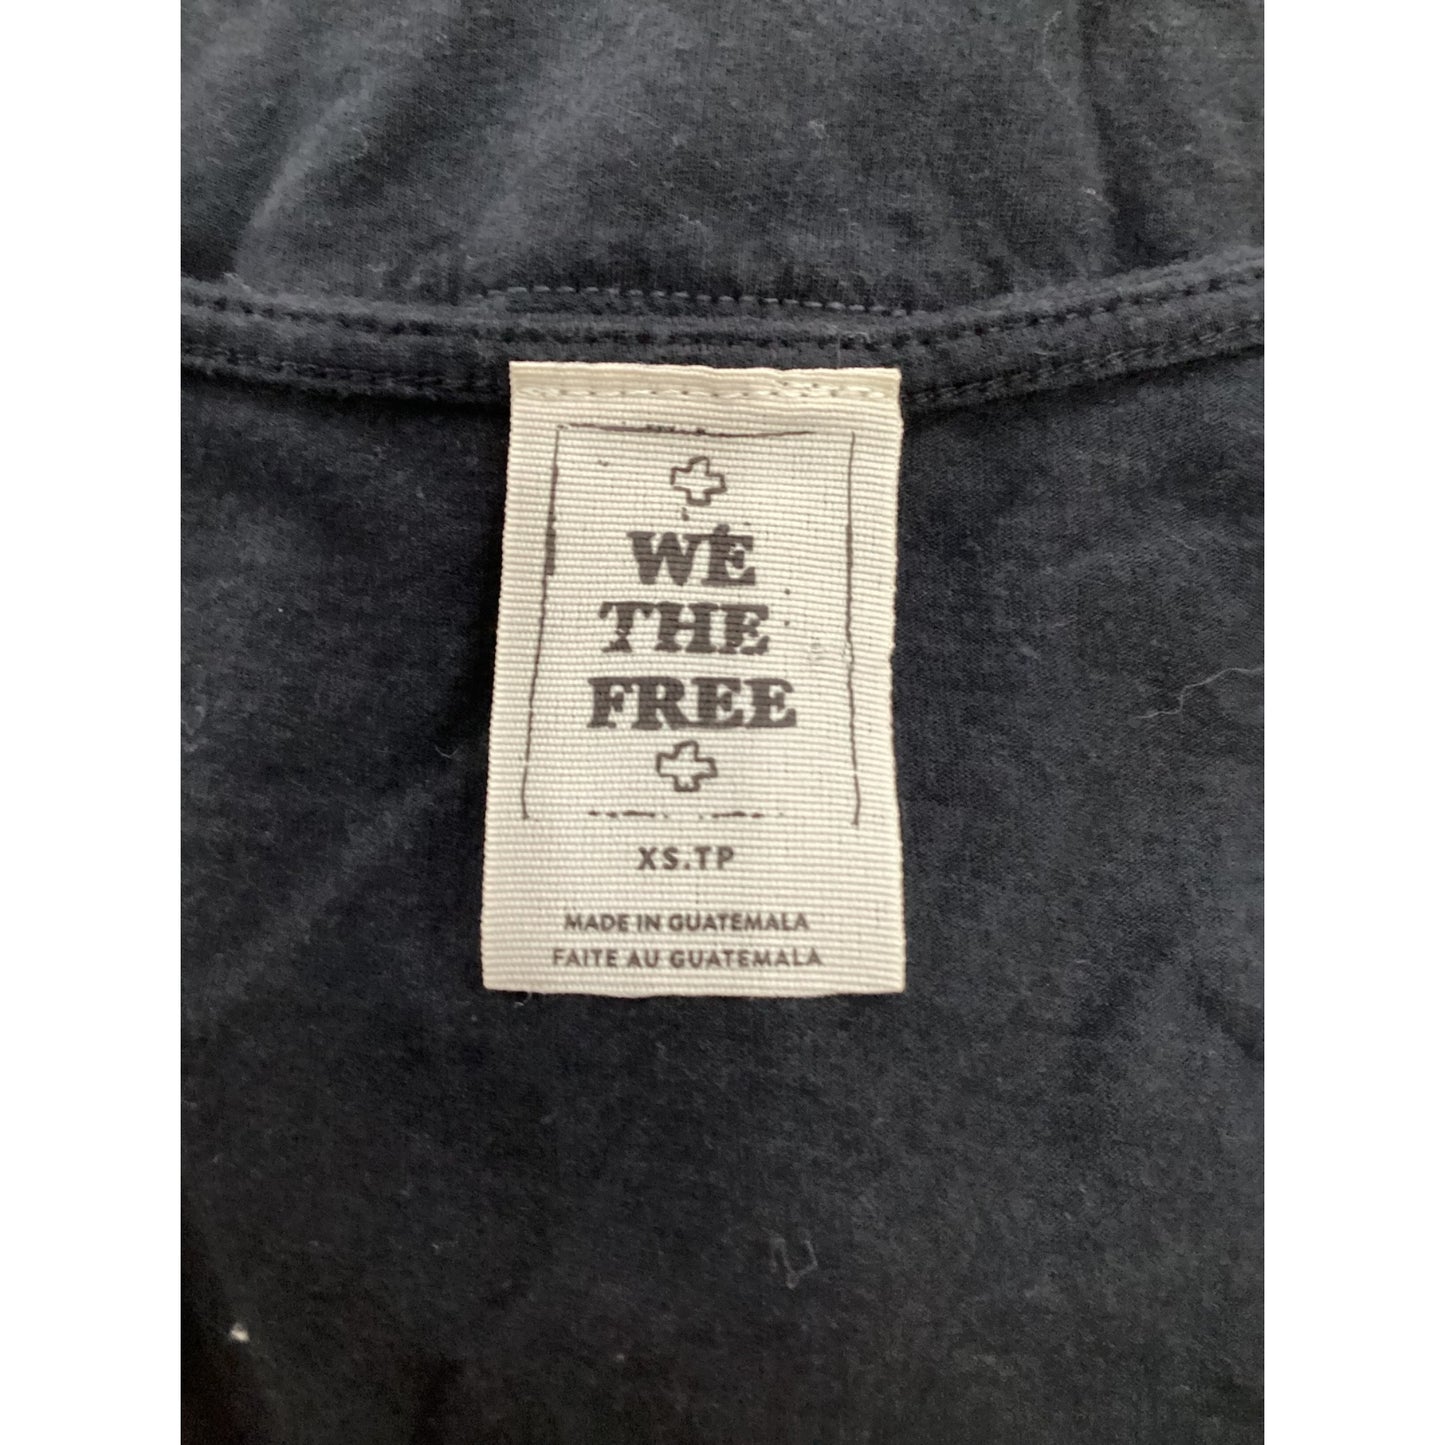 WE
THE
FREE
XS.TP
MADE IN GUATEMALA
FAITE AU GUATEMALA